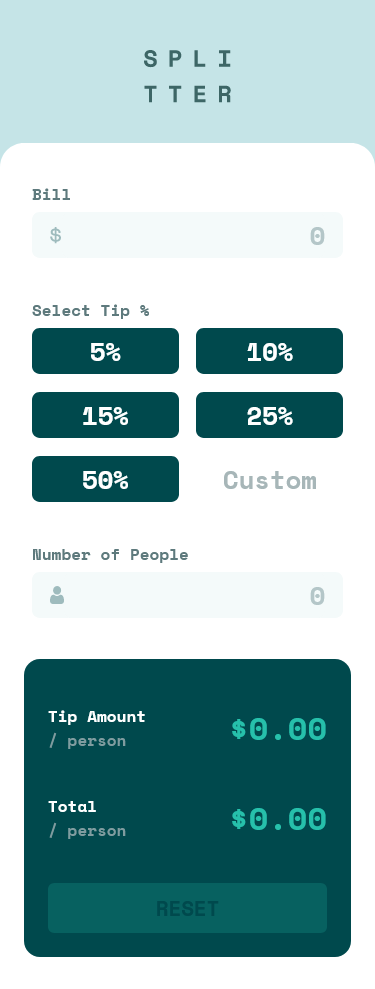 SPLI
TTER
Bill
$ 0
Select Tip %
5% 10%
15% 25%
50% Custom
Number of People
0
Tip Amount
/ person
$0.00
Total
/ person
$0.00
RESET